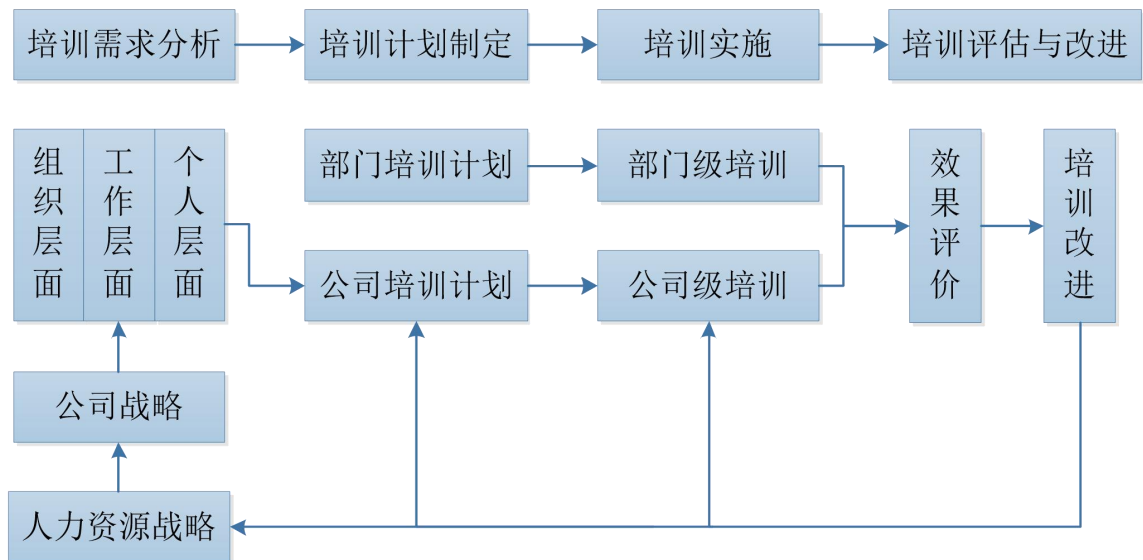 培训需求分析
培训计划制定
培训实施
培训评估与改进
组织层面
工作层面
个人层面
部门培训计划
部门级培训
效果评价
培训改进
公司培训计划
公司级培训
公司战略
人力资源战略